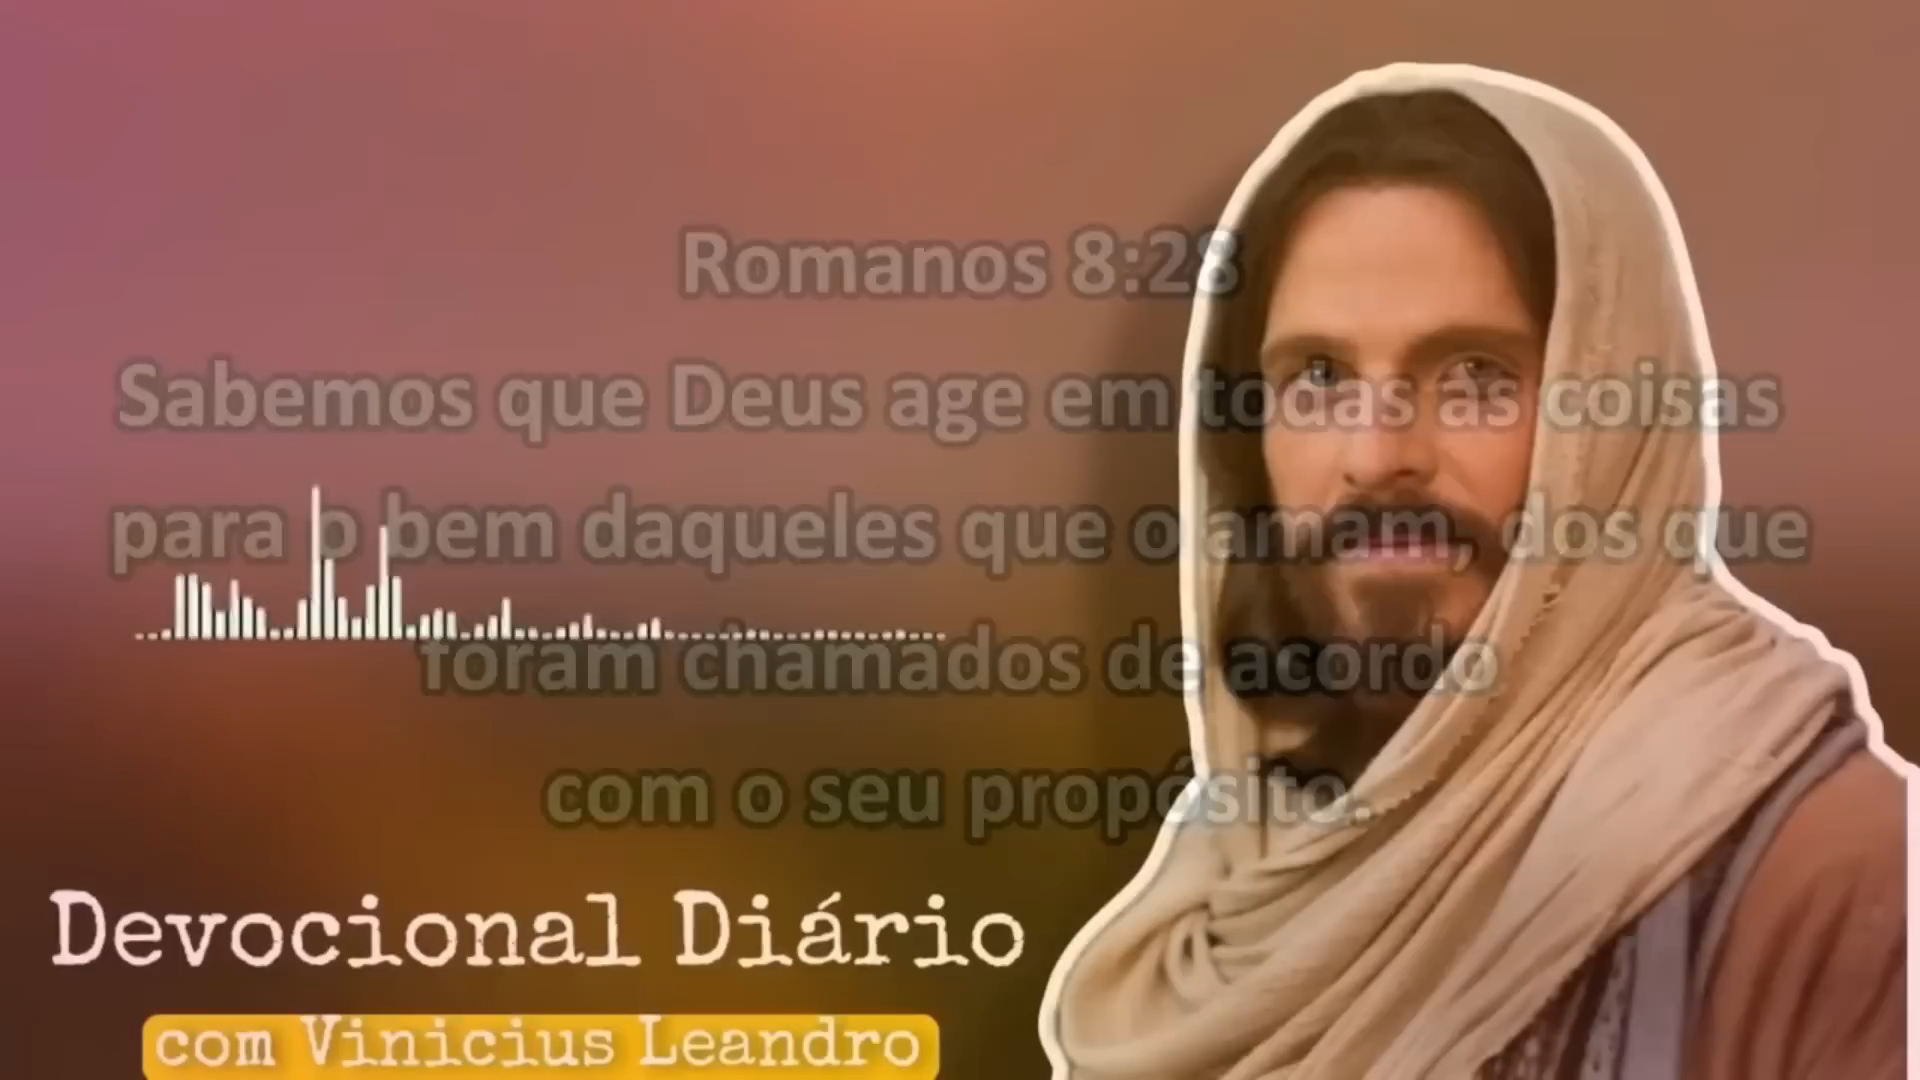 Romanos 8:28
Sabemos que Deus age em todas as coisas
para o bem daqueles que o amam, dos que
foram chamados de acordo
com o seu propósito.
Devocional Diário
com Vinicius Leandro